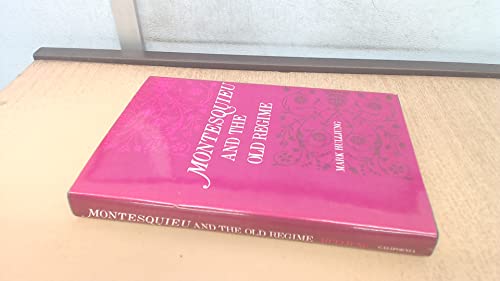 MONTESQUIEU
AND THE
OLD REGIME
MARK HULLIUNG
MONTESQUIEU AND THE OLD REGIME